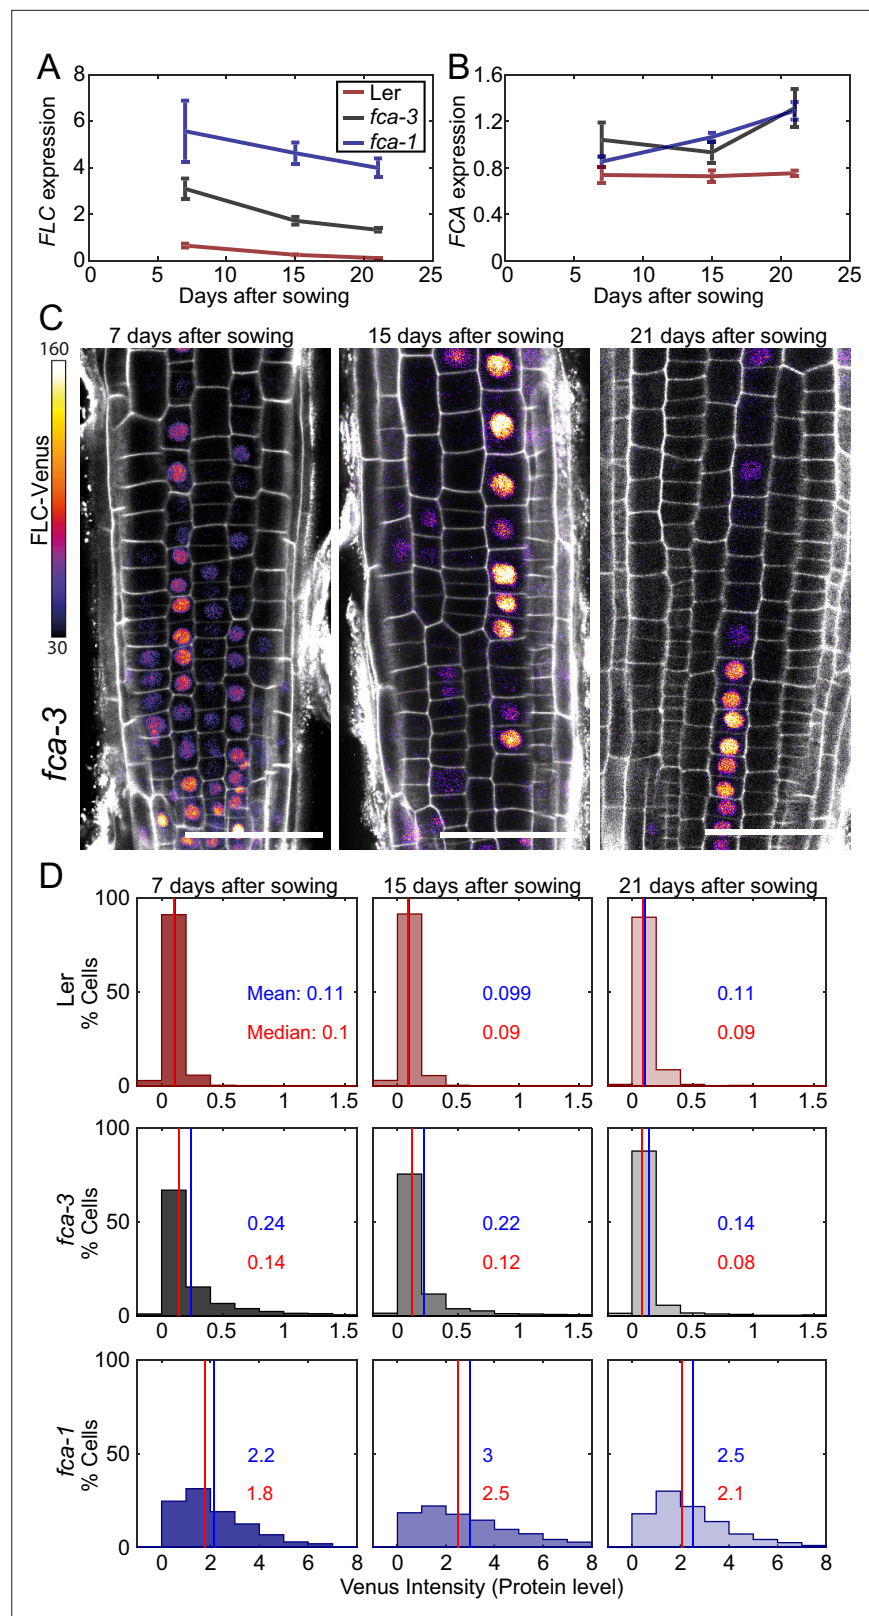 A
B
8
6
4
2
0
FLC expression
Ler
fca-3
fca-1
0 5 10 15 20 25
Days after sowing
1.6
1.2
0.8
0.4
0
FCA expression
0 5 10 15 20 25
Days after sowing
C
7 days after sowing
15 days after sowing
21 days after sowing
160
FLC-Venus
30
fca-3
D
7 days after sowing
15 days after sowing
21 days after sowing
Ler
% Cells
100
50
0
Mean: 0.11
Median: 0.1
0.099
0.09
0.11
0.09
0 0.5 1 1.5
0 0.5 1 1.5
0 0.5 1 1.5
fca-3
% Cells
100
50
0
0.24
0.14
0.22
0.12
0.14
0.08
0 0.5 1 1.5
0 0.5 1 1.5
0 0.5 1 1.5
fca-1
% Cells
100
50
0
2.2
1.8
3
2.5
2.5
2.1
0 2 4 6
0 2 4 6 8
0 2 4 6 8
Venus Intensity (Protein level)